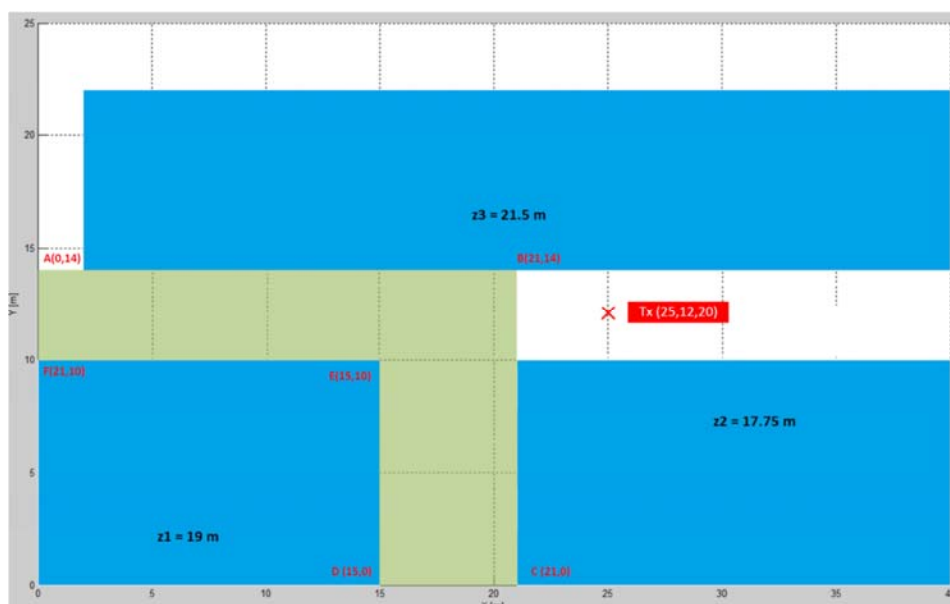 25
20
z3 = 21.5 m
15
A(0,14)
B(21,14)
Y [m]
Tx (25,12,20)
10
F(21,10)
E(15,10)
z2 = 17.75 m
5
z1 = 19 m
D (15,0)
C (21,0)
0
0 5 10 15 20 25 30 35